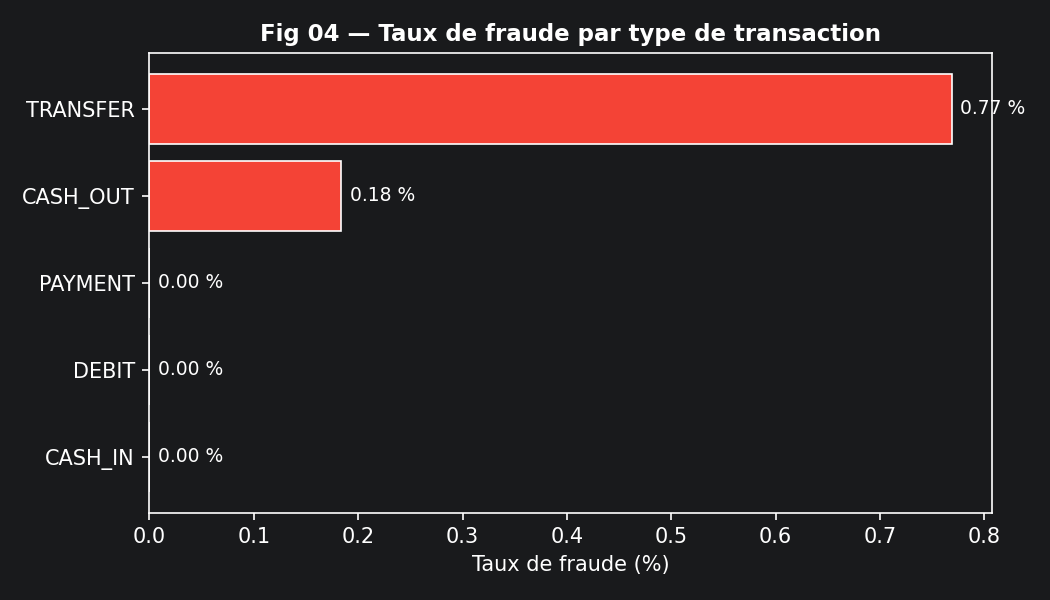 Fig 04 — Taux de fraude par type de transaction
TRANSFER
0.77 %
CASH_OUT
0.18 %
PAYMENT
0.00 %
DEBIT
0.00 %
CASH_IN
0.00 %
0.0 0.1 0.2 0.3 0.4 0.5 0.6 0.7 0.8
Taux de fraude (%)